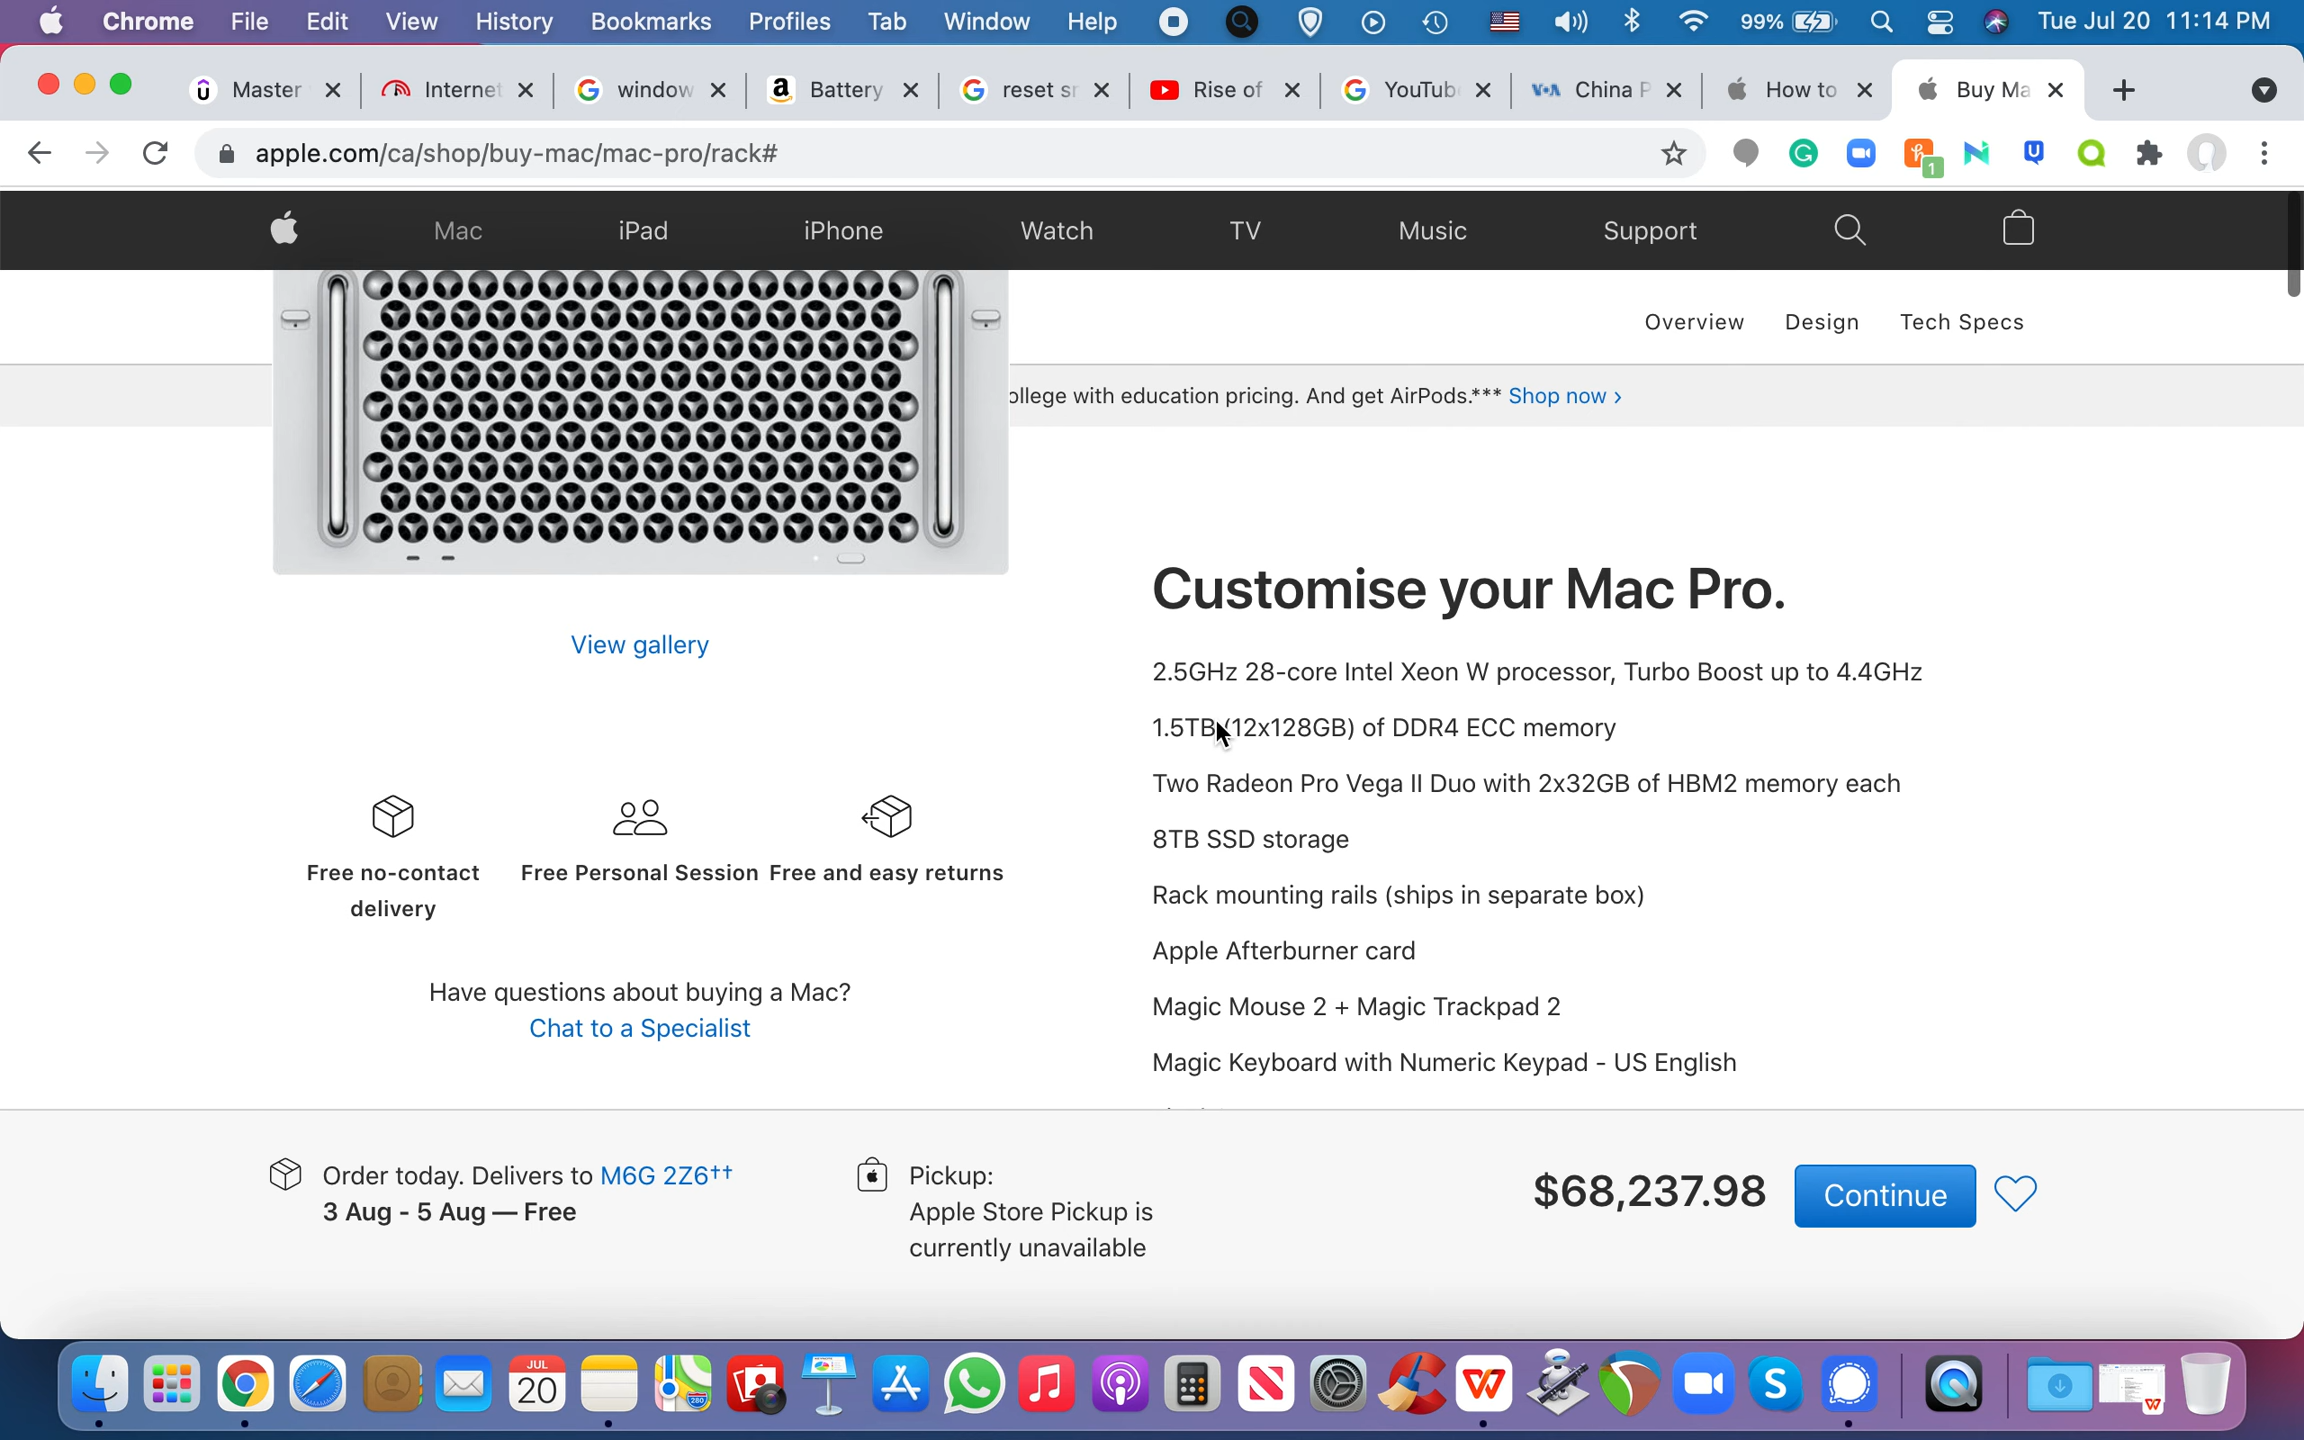 Chrome File Edit View History Bookmarks Profiles Tab Window Help 99% Tue Jul 20 11:14 PM
Master Internet window Battery reset sr Rise of YouTub China P How to Buy Ma
apple.com/ca/shop/buy-mac/mac-pro/rack#
1
Mac iPad iPhone Watch TV Music Support
Overview Design Tech Specs
ollege with education pricing. And get AirPods.*** Shop now ›
Customise your Mac Pro.
View gallery
2.5GHz 28-core Intel Xeon W processor, Turbo Boost up to 4.4GHz
1.5TB (12x128GB) of DDR4 ECC memory
Two Radeon Pro Vega II Duo with 2x32GB of HBM2 memory each
8TB SSD storage
Rack mounting rails (ships in separate box)
Apple Afterburner card
Magic Mouse 2 + Magic Trackpad 2
Magic Keyboard with Numeric Keypad - US English
Free no-contact
delivery
Free Personal Session
Free and easy returns
Have questions about buying a Mac?
Chat to a Specialist
Order today. Delivers to M6G 2Z6††
3 Aug - 5 Aug — Free
Pickup:
Apple Store Pickup is
currently unavailable
$68,237.98
Continue
JUL
20
280